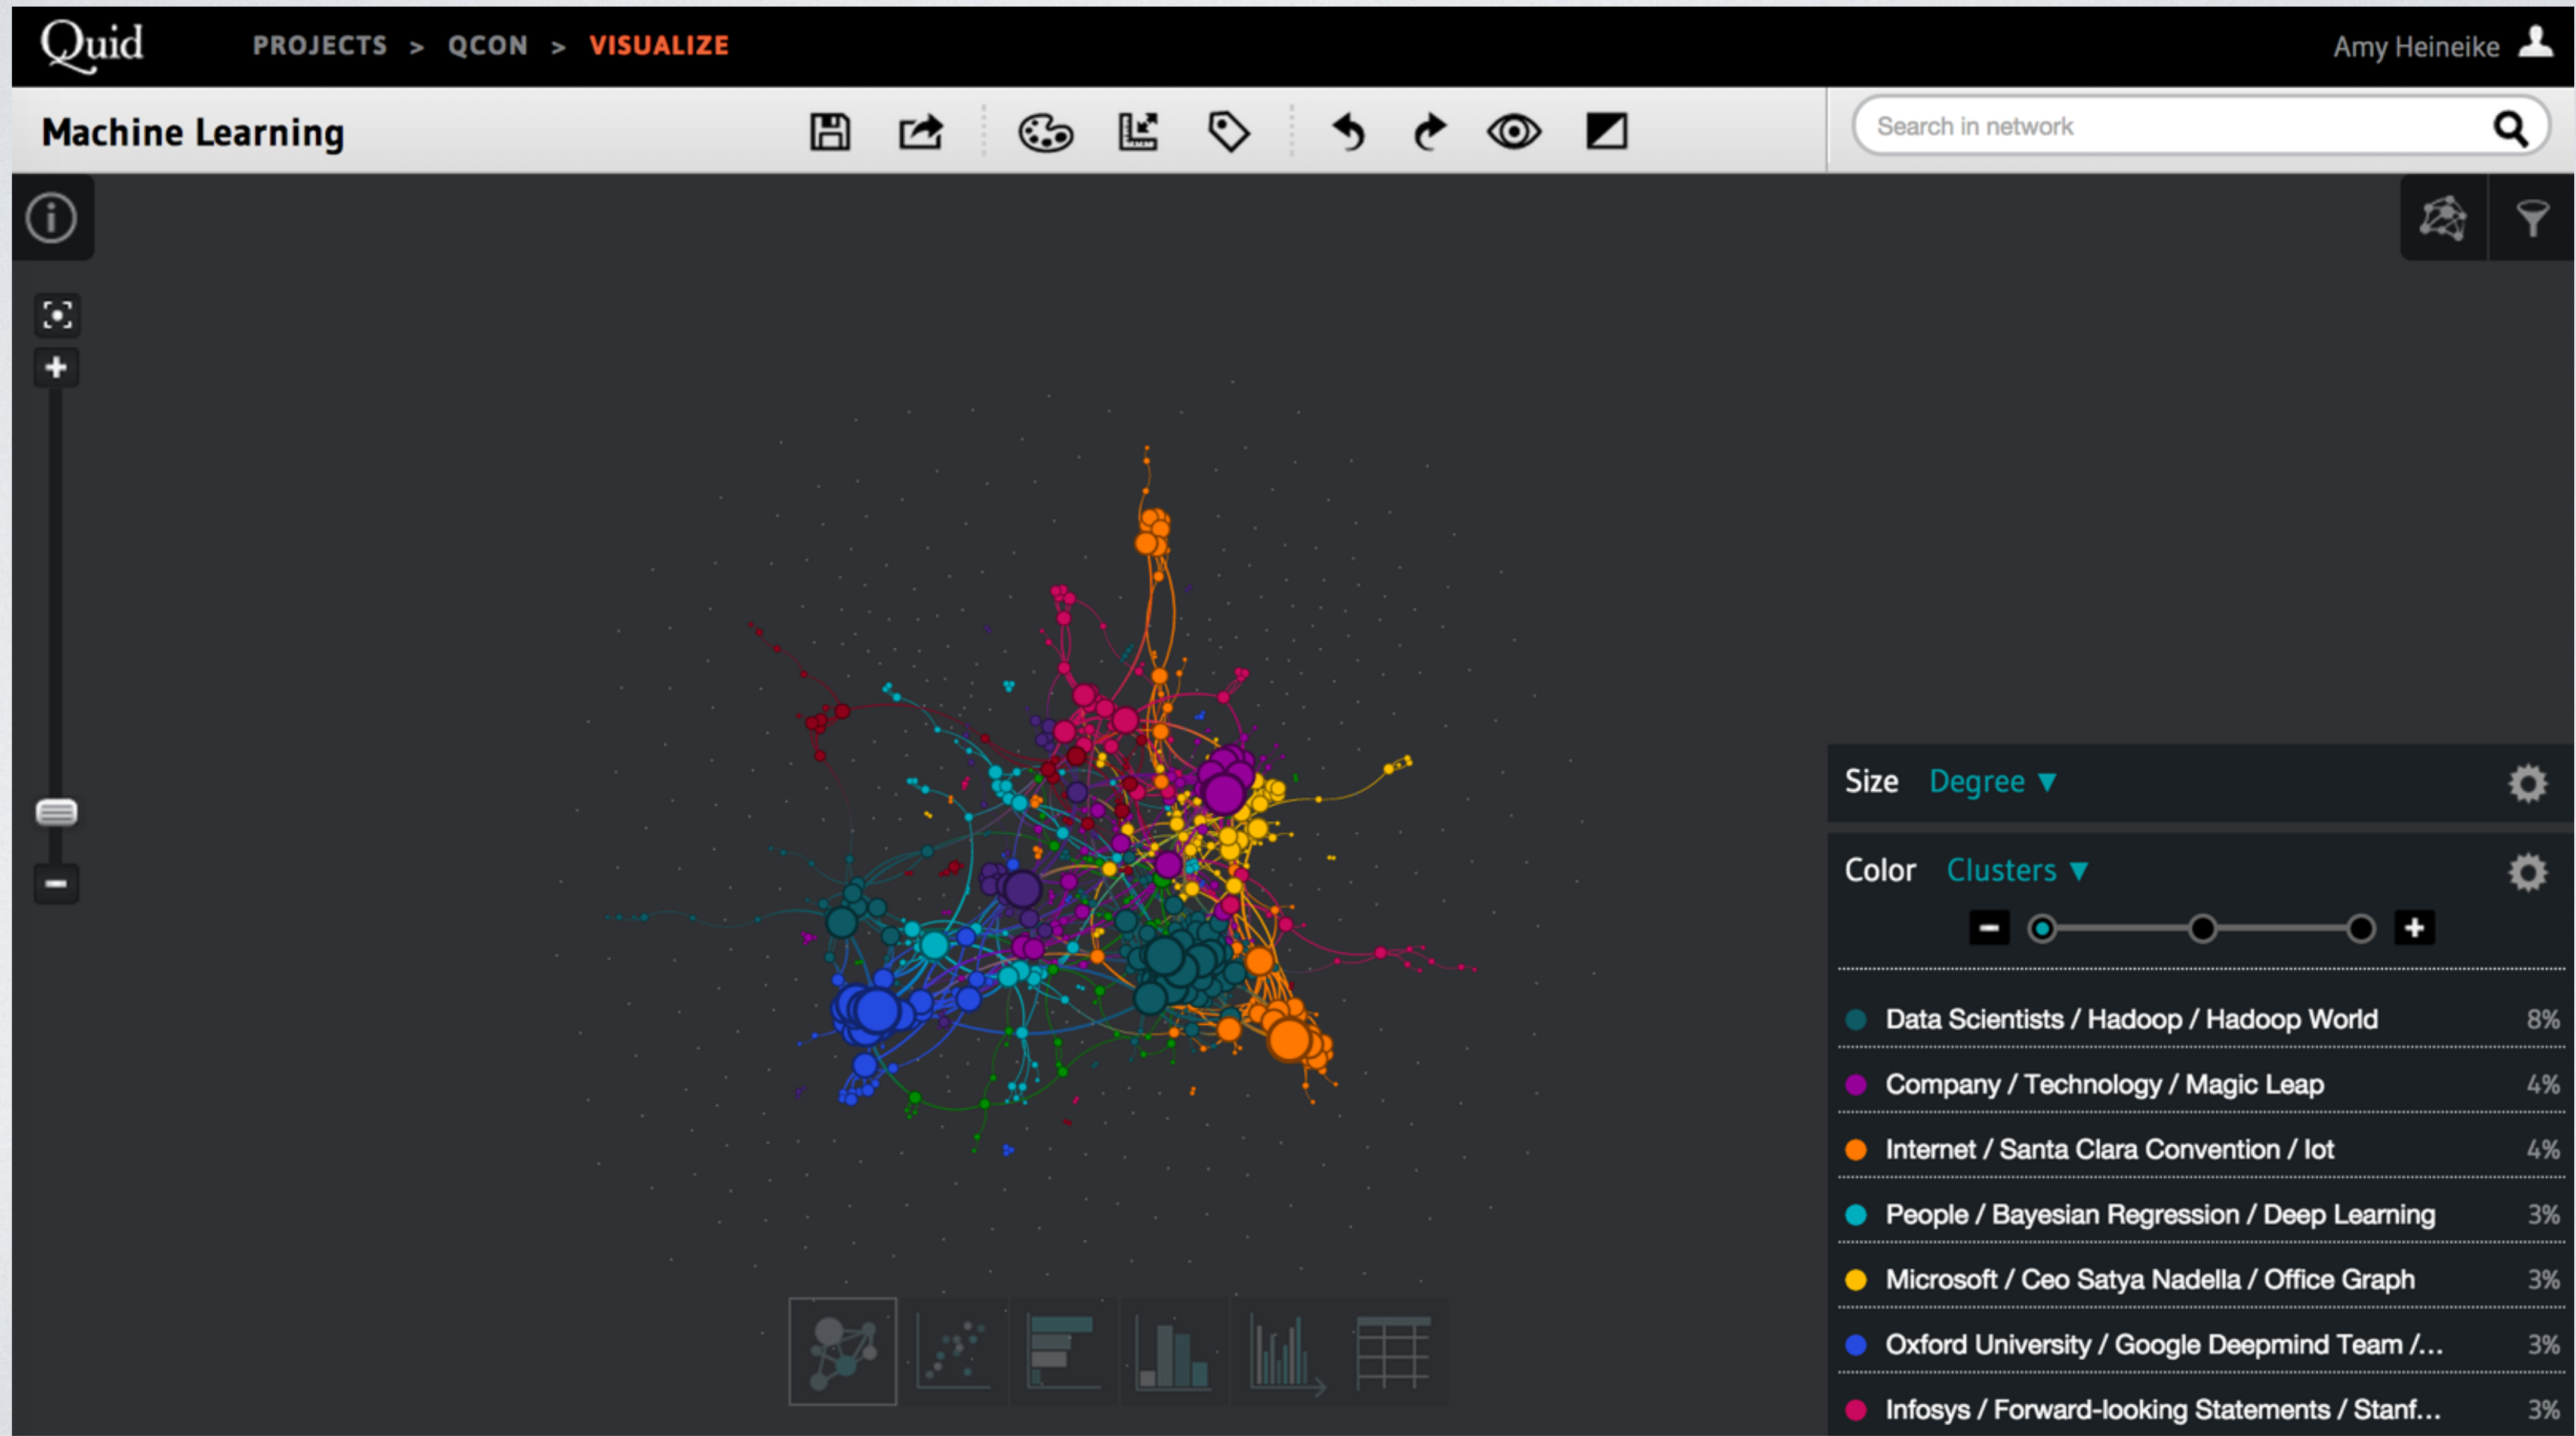 Quid PROJECTS > QCON > VISUALIZE Amy Heineike
Machine Learning Search in network
Size Degree ▼
Color Clusters ▼
Data Scientists / Hadoop / Hadoop World 8%
Company / Technology / Magic Leap 4%
Internet / Santa Clara Convention / Iot 4%
People / Bayesian Regression / Deep Learning 3%
Microsoft / Ceo Satya Nadella / Office Graph 3%
Oxford University / Google Deepmind Team /... 3%
Infosys / Forward-looking Statements / Stanf... 3%